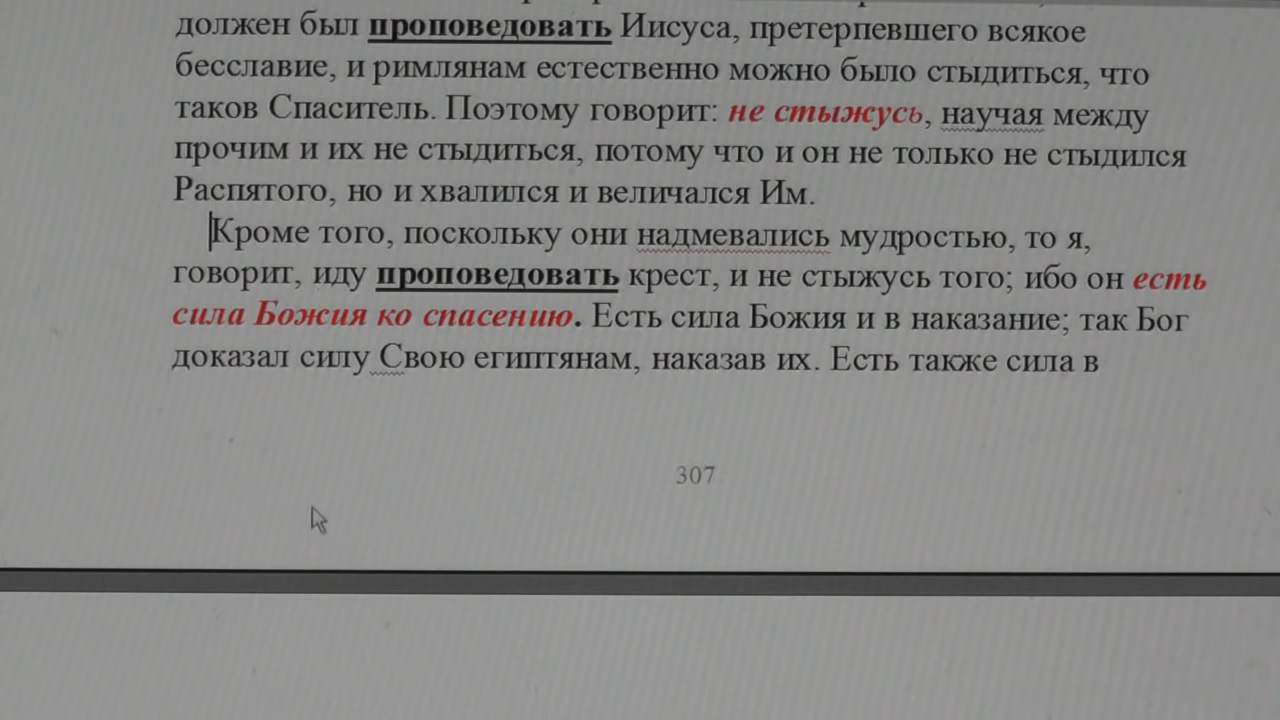 должен был проповедовать Иисуса, претерпевшего всякое
бесславие, и римлянам естественно можно было стыдиться, что
таков Спаситель. Поэтому говорит: не стыжусь, научая между
прочим и их не стыдиться, потому что и он не только не стыдился
Распятого, но и хвалился и величался Им.
Кроме того, поскольку они надмевались мудростью, то я,
говорит, иду проповедовать крест, и не стыжусь того; ибо он есть
сила Божия ко спасению. Есть сила Божия и в наказание; так Бог
доказал силу Свою египтянам, наказав их. Есть также сила в
307